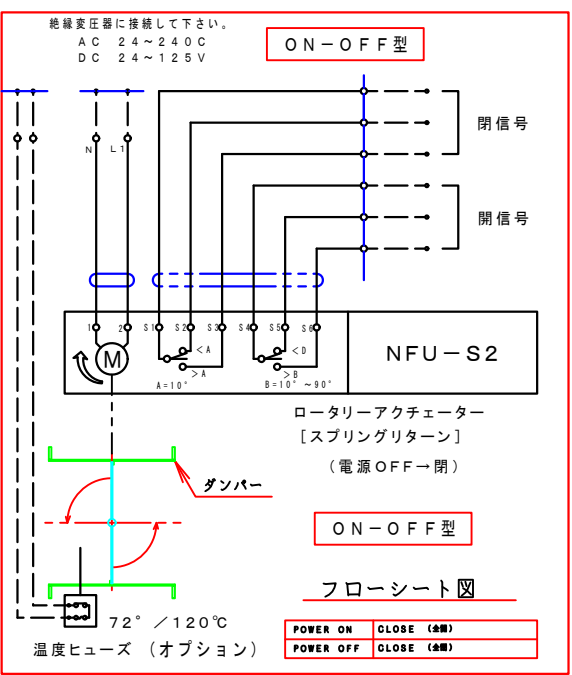 絶縁変圧器に接続して下さい。
AC 24~240C
DC 24~125V
ON-OFF型
N
L1
閉信号
開信号
1
2
S1
S2
S3
S4
S5
S6
M
<A
>A
A=10°
<D
>B
B=10° ~90°
NFU-S2
ロータリーアクチェーター
[スプリングリターン]
(電源OFF→閉)
ダンパー
ON-OFF型
フローシート図
72° /120℃
温度ヒューズ (オプション)
POWER ON CLOSE
POWER OFF CLOSE